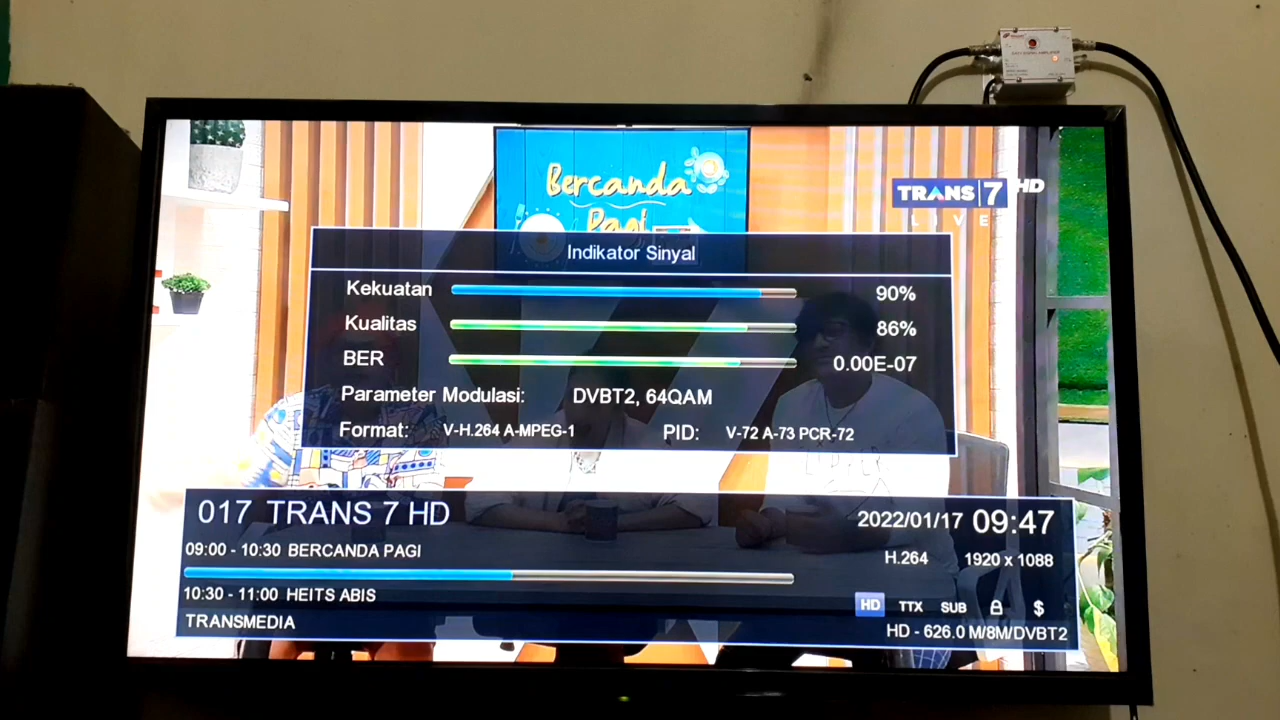 Bercanda
Pagi
TRANS 7 HD
LIVE
Indikator Sinyal
Kekuatan 90%
Kualitas 86%
BER 0.00E-07
Parameter Modulasi: DVBT2, 64QAM
Format: V-H.264 A-MPEG-1 PID: V-72 A-73 PCR-72
017 TRANS 7 HD 2022/01/17 09:47
09:00 - 10:30 BERCANDA PAGI
H.264 1920 x 1088
10:30 - 11:00 HEITS ABIS
HD TTX SUB $
TRANSMEDIA
HD - 626.0 M/8M/DVBT2